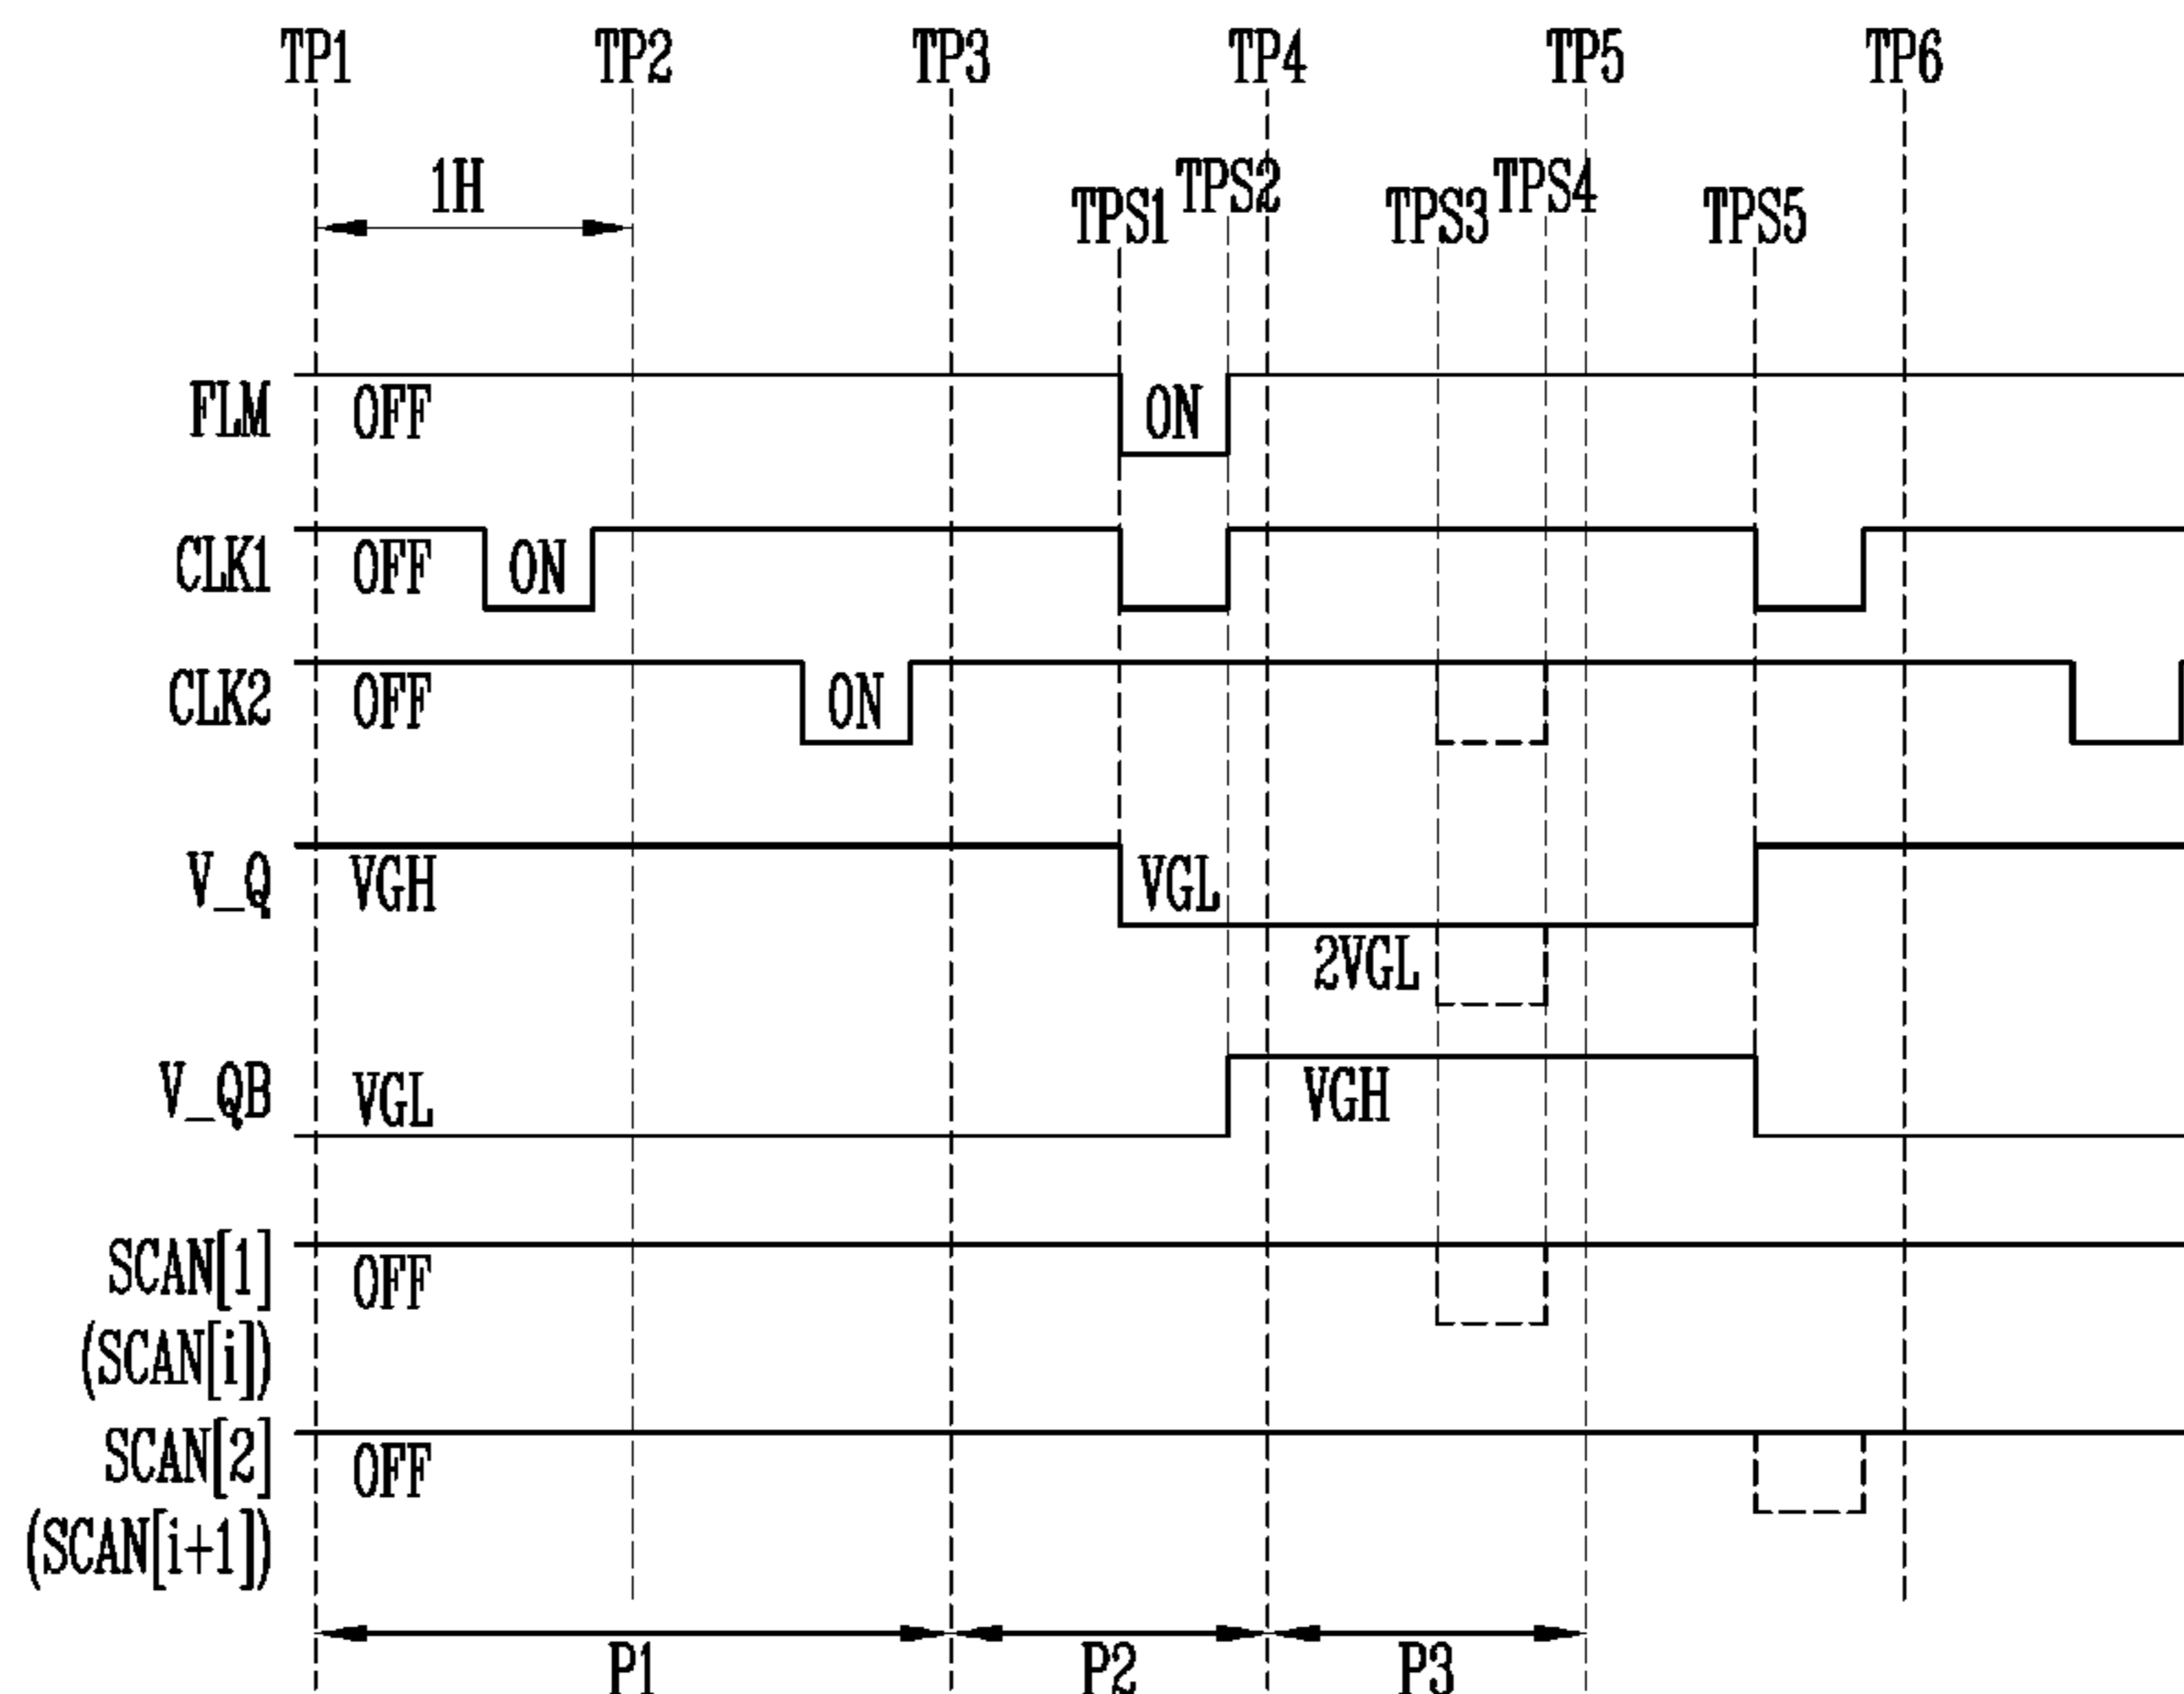 TP1 TP2 TP3 TP4 TP5 TP6
1H
TPS1 TPS2 TPS3 TPS4 TPS5
FLM OFF ON
CLK1 OFF ON
CLK2 OFF ON
V_Q VGH VGL
2VGL
V_QB VGL VGH
SCAN[1] OFF
(SCAN[i])
SCAN[2] OFF
(SCAN[i+1])
P1 P2 P3